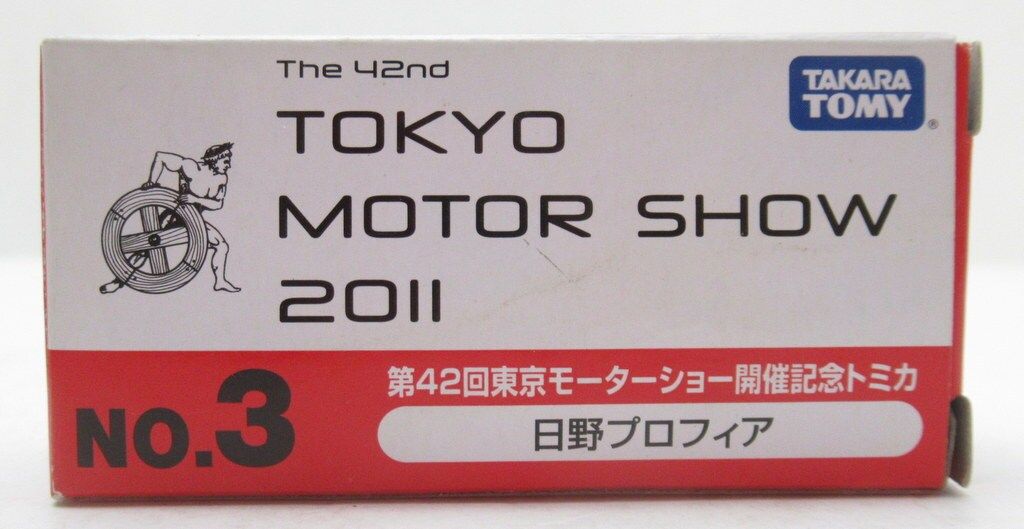 The 42nd
TOKYO
MOTOR SHOW
2011
TAKARA
TOMY
®
NO.3
第42回東京モーターショー開催記念トミカ
日野プロフィア